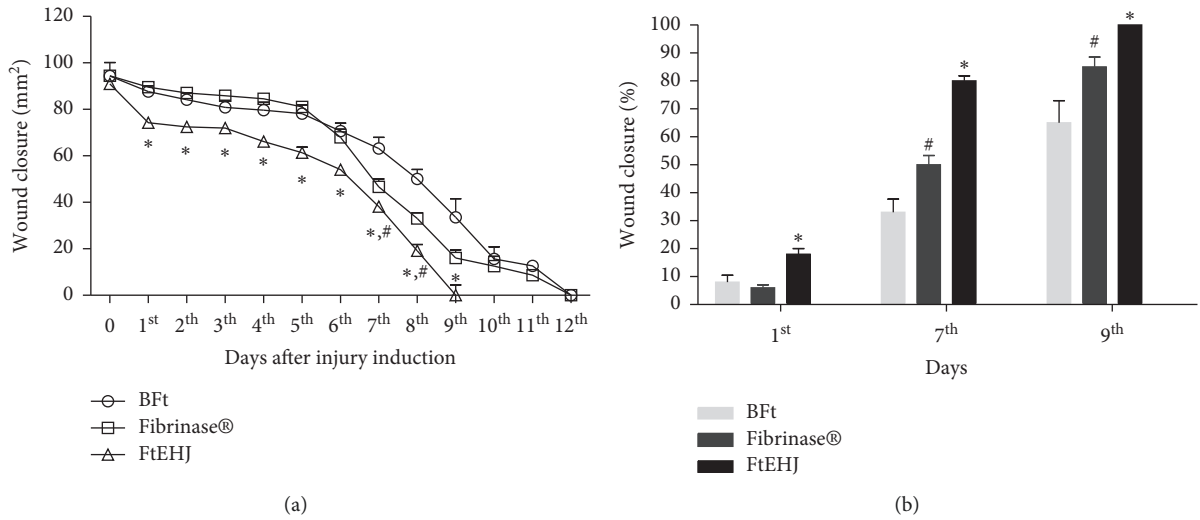 120
100
80
60
40
20
0
Wound closure (mm²)
* * * * * * *,# *,# *
0 1st 2th 3th 4th 5th 6th 7th 8th 9th 10th 11th 12th
Days after injury induction
BFt
Fibrinase®
FtEHJ
(a)
100
90
80
70
60
50
40
30
20
10
0
Wound closure (%)
* # * # *
1st 7th 9th
Days
BFt
Fibrinase®
FtEHJ
(b)